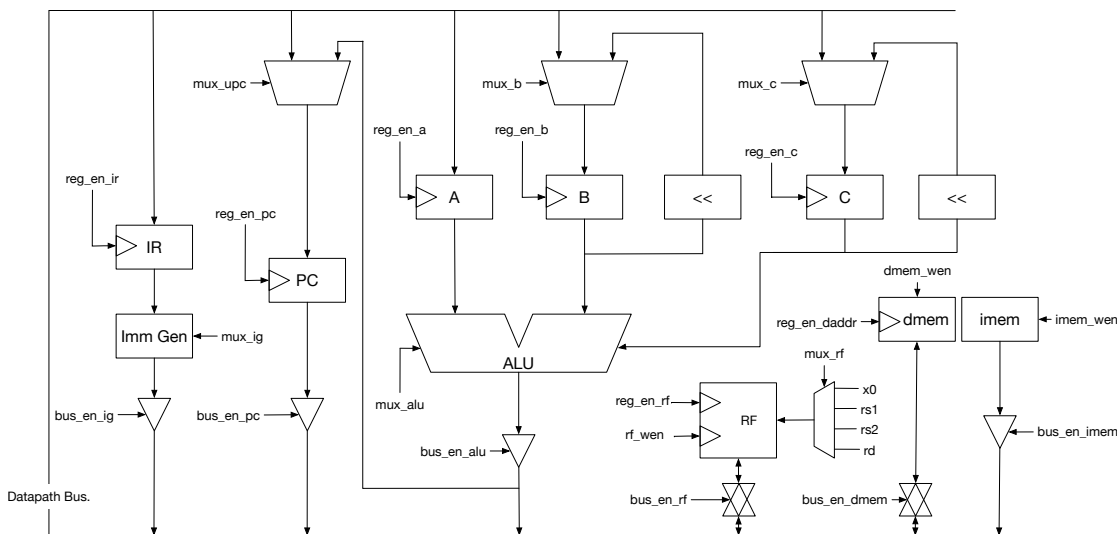 mux_upc
mux_b
mux_c
reg_en_a
reg_en_b
reg_en_c
reg_en_ir
A
B
<<
C
<<
reg_en_pc
IR
PC
dmem_wen
Imm Gen
mux_ig
reg_en_daddr
dmem
imem
imem_wen
ALU
mux_rf
mux_alu
x0
reg_en_rf
rs1
bus_en_ig
bus_en_pc
RF
rs2
rf_wen
bus_en_imem
bus_en_alu
rd
Datapath Bus.
bus_en_rf
bus_en_dmem